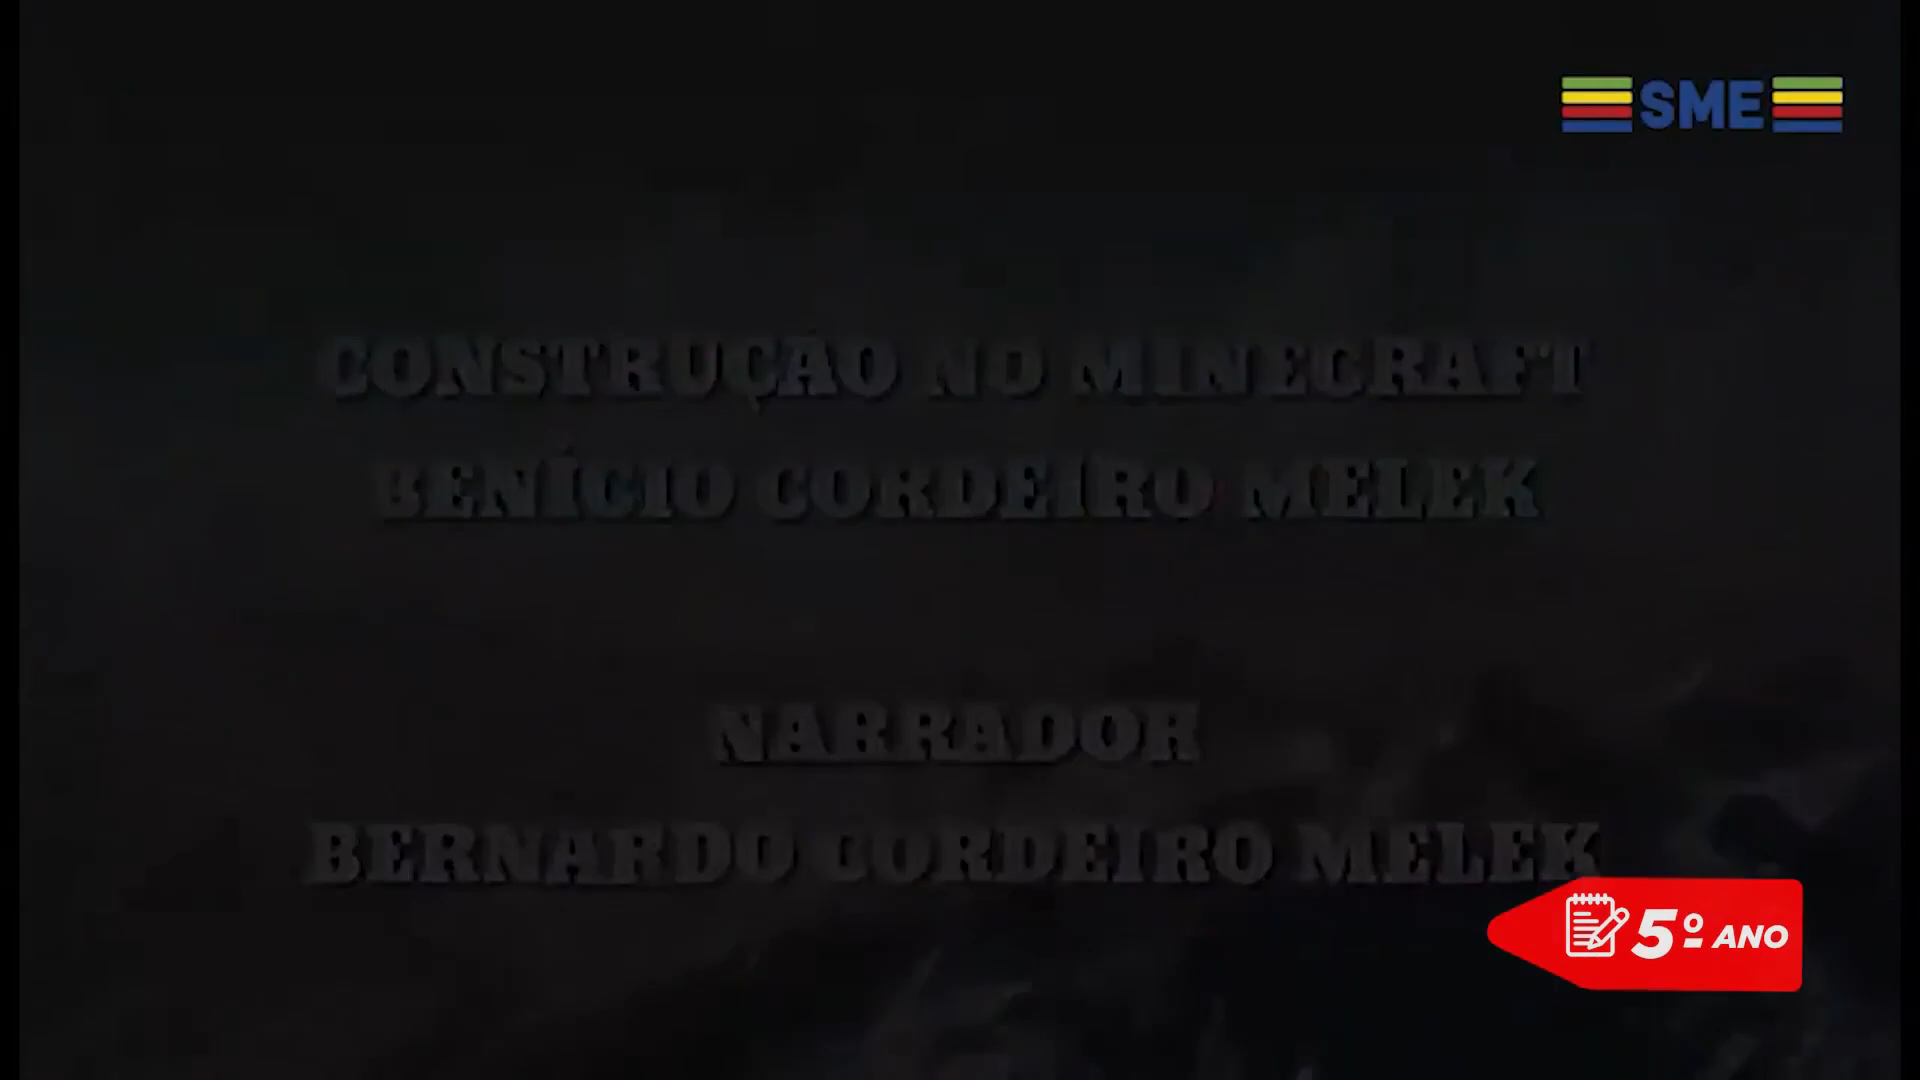 SME
CONSTRUÇÃO NO MINECRAFT
BENÍCIO CORDEIRO MELEK
NARRADOR
BERNARDO CORDEIRO MELEK
5º ANO